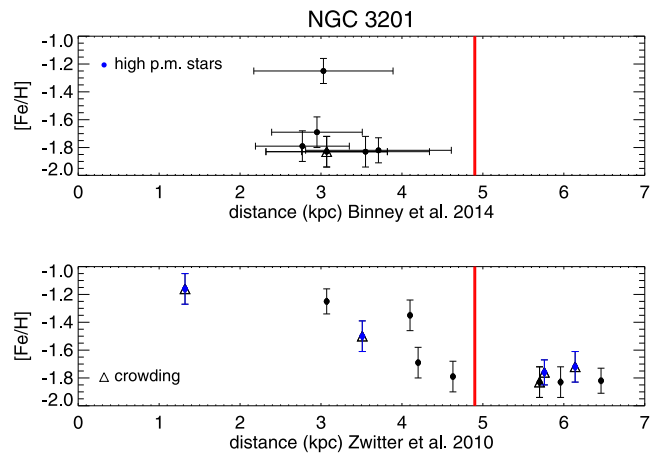 NGC 3201
[Fe/H]
-1.0
-1.2
-1.4
-1.6
-1.8
-2.0
• high p.m. stars
0 1 2 3 4 5 6 7
distance (kpc) Binney et al. 2014
[Fe/H]
-1.0
-1.2
-1.4
-1.6
-1.8
-2.0
△ crowding
0 1 2 3 4 5 6 7
distance (kpc) Zwitter et al. 2010